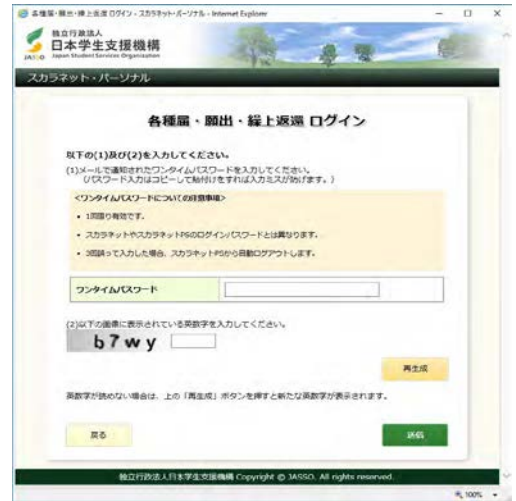 各種届・願出・繰上返還ログイン - スカラネット・パーソナル - Internet Explorer
独立行政法人
日本学生支援機構
JASSO Japan Student Services Organization
スカラネット・パーソナル
各種届・願出・繰上返還 ログイン
以下の(1)及び(2)を入力してください。
(1)メールで通知されたワンタイムパスワードを入力してください。
(パスワード入力はコピーして貼付けをすれば入力ミスが防げます。)
<ワンタイムパスワードについての注意事項>
• 1回限り有効です。
• スカラネットやスカラネットPSのログインパスワードとは異なります。
• 3回誤って入力した場合、スカラネットPSから自動ログアウトします。
ワンタイムパスワード
(2)以下の画像に表示されている英数字を入力してください。
b7wy
再生成
英数字が読めない場合は、上の「再生成」ボタンを押すと新たな英数字が表示されます。
戻る
送信
独立行政法人日本学生支援機構 Copyright © JASSO. All rights reserved.
100%